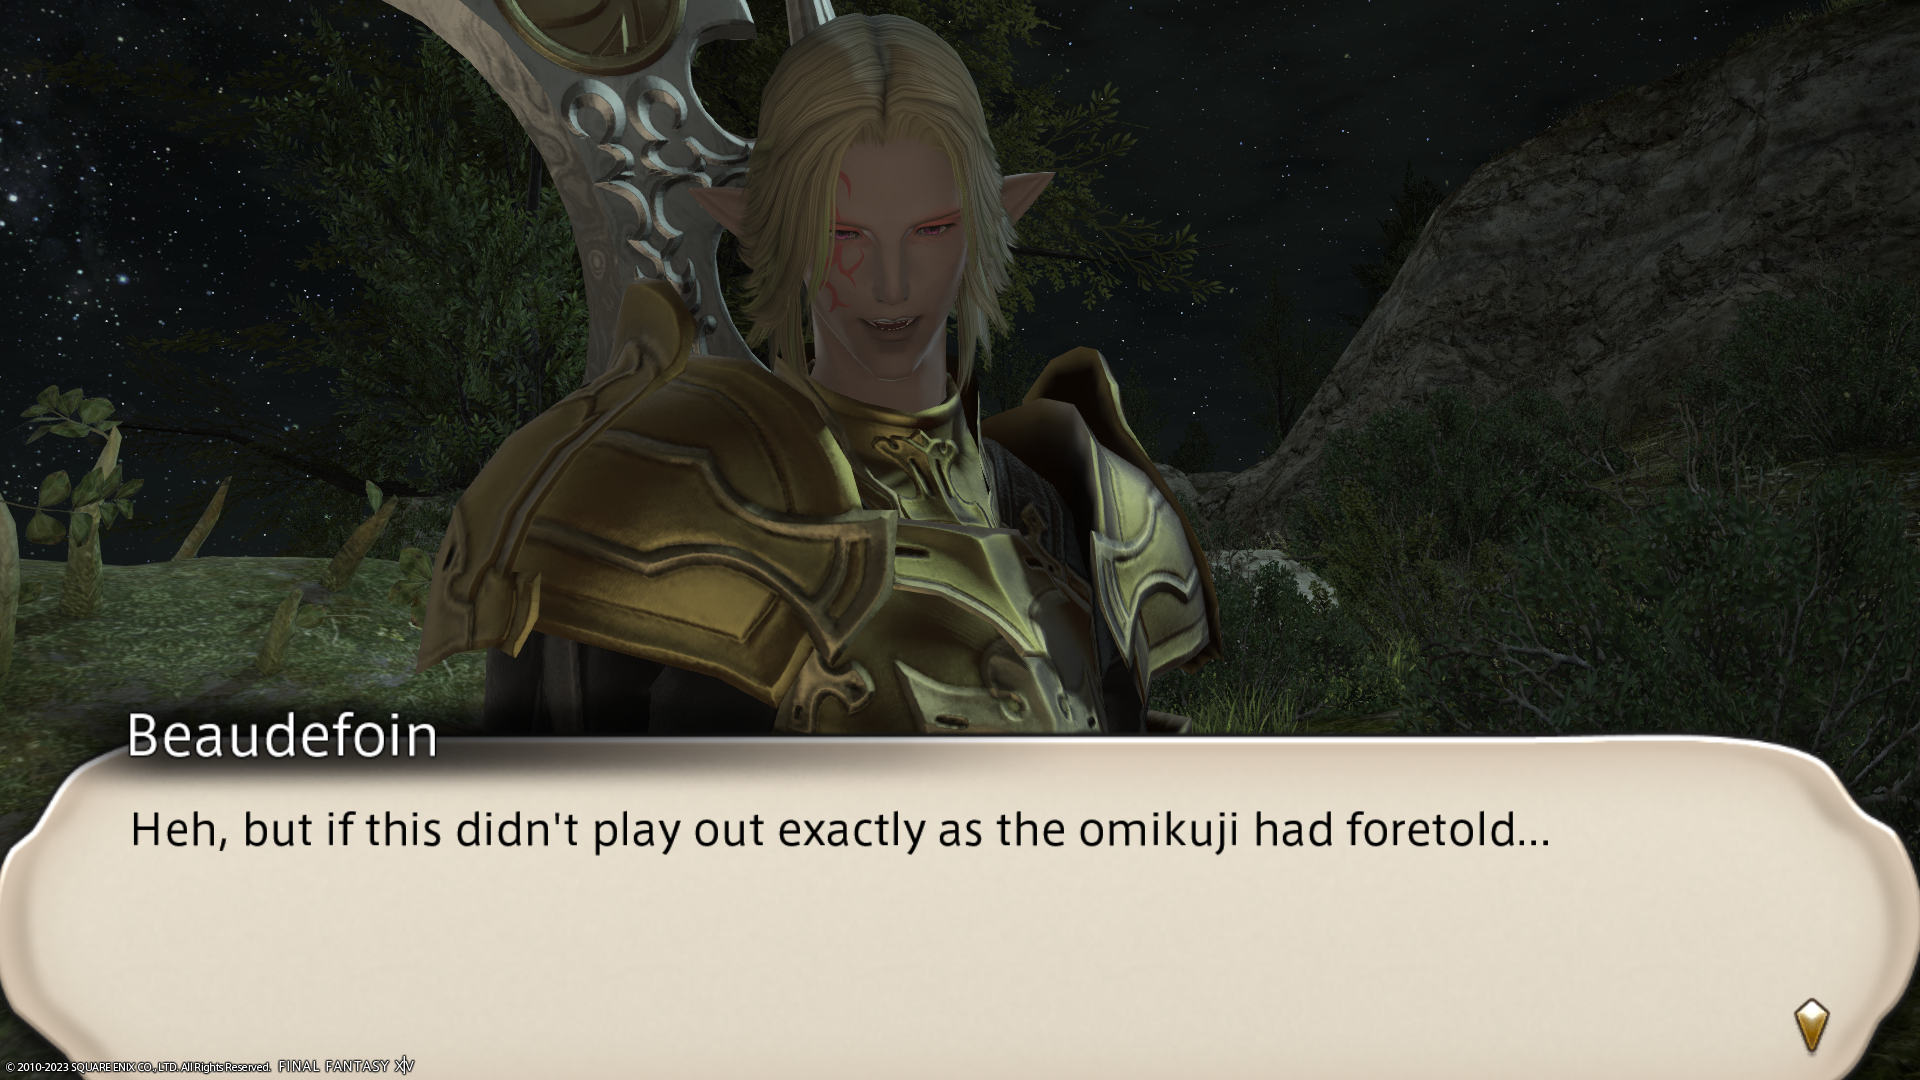 Beaudefoin
Heh, but if this didn't play out exactly as the omikuji had foretold...
© 2010-2023 SQUARE ENIX CO., LTD. All Rights Reserved. FINAL FANTASY XIV